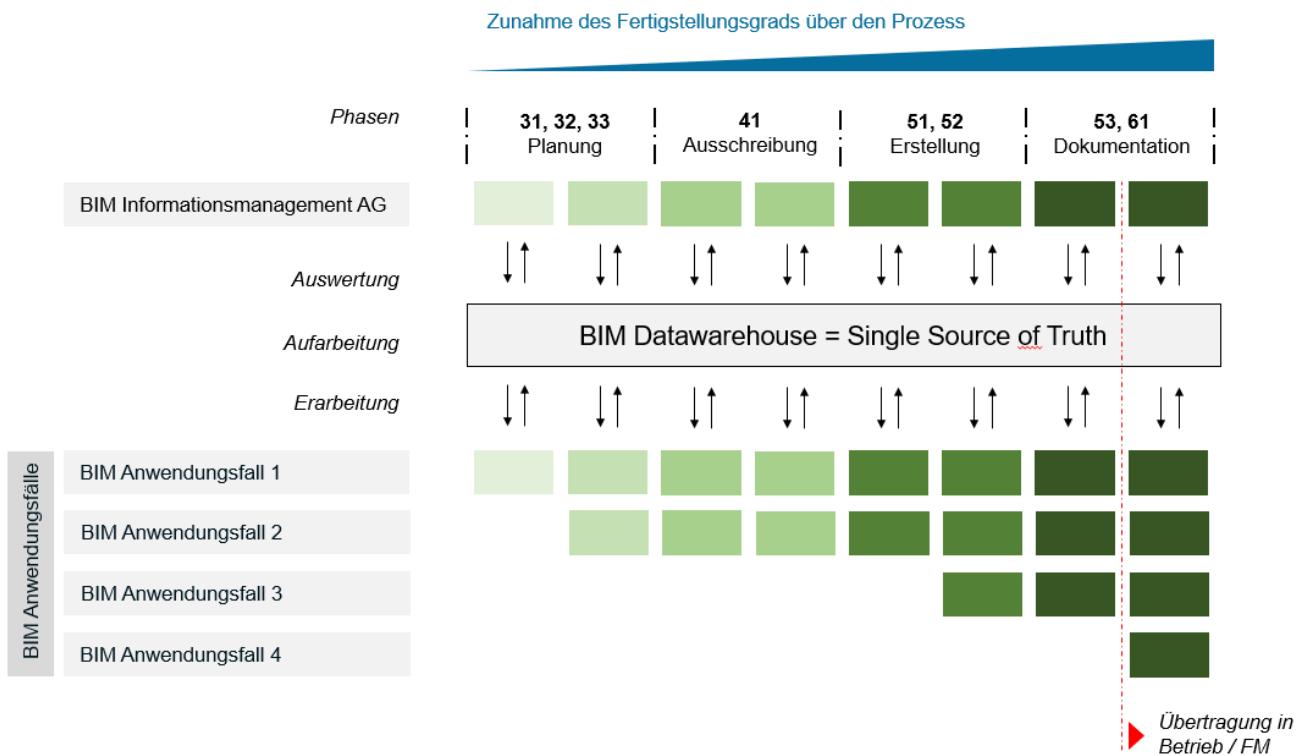 Zunahme des Fertigstellungsgrads über den Prozess
Phasen
31, 32, 33
Planung
41
Ausschreibung
51, 52
Erstellung
53, 61
Dokumentation
BIM Informationsmanagement AG
Auswertung
Aufarbeitung
BIM Datawarehouse = Single Source of Truth
Erarbeitung
BIM Anwendungsfälle
BIM Anwendungsfall 1
BIM Anwendungsfall 2
BIM Anwendungsfall 3
BIM Anwendungsfall 4
Übertragung in
Betrieb / FM